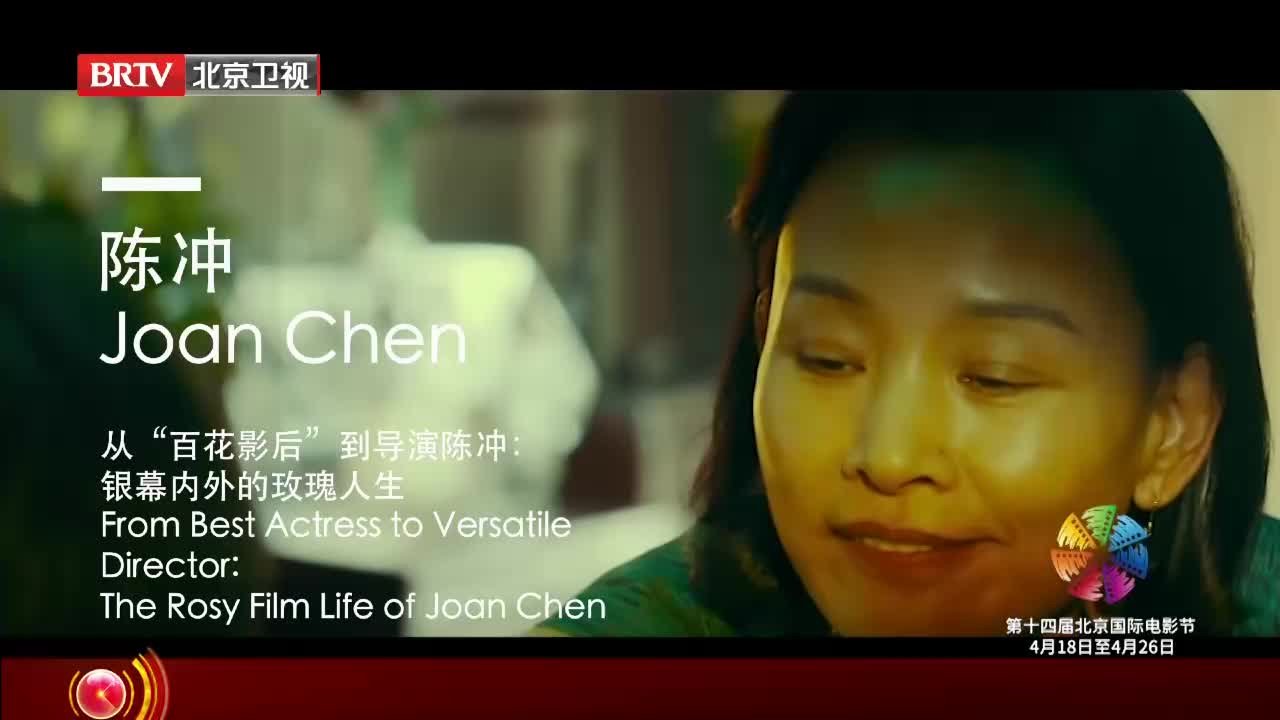 BRTV 北京卫视
陈冲
Joan Chen
从“百花影后”到导演陈冲：
银幕内外的玫瑰人生
From Best Actress to Versatile
Director:
The Rosy Film Life of Joan Chen
第十四届北京国际电影节
4月18日至4月26日